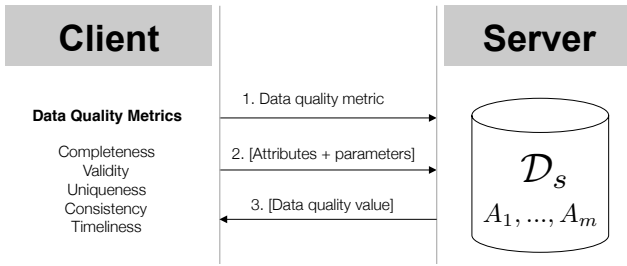 Client
Server
Data Quality Metrics
Completeness
Validity
Uniqueness
Consistency
Timeliness
1. Data quality metric
2. [Attributes + parameters]
3. [Data quality value]
𝒟ₛ
A₁, ..., Aₘ